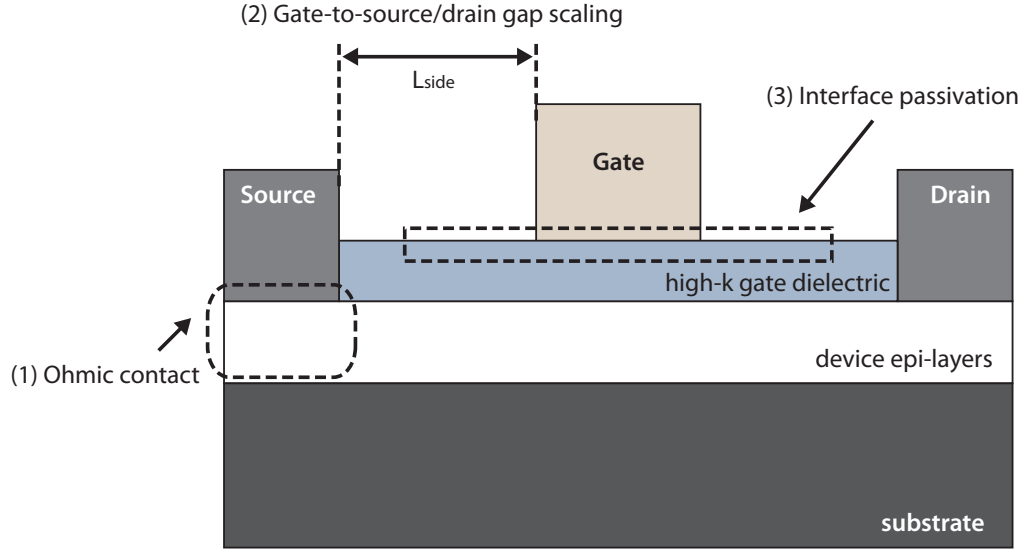 (2) Gate-to-source/drain gap scaling
Lside
(3) Interface passivation
Gate
Source
Drain
high-k gate dielectric
(1) Ohmic contact
device epi-layers
substrate